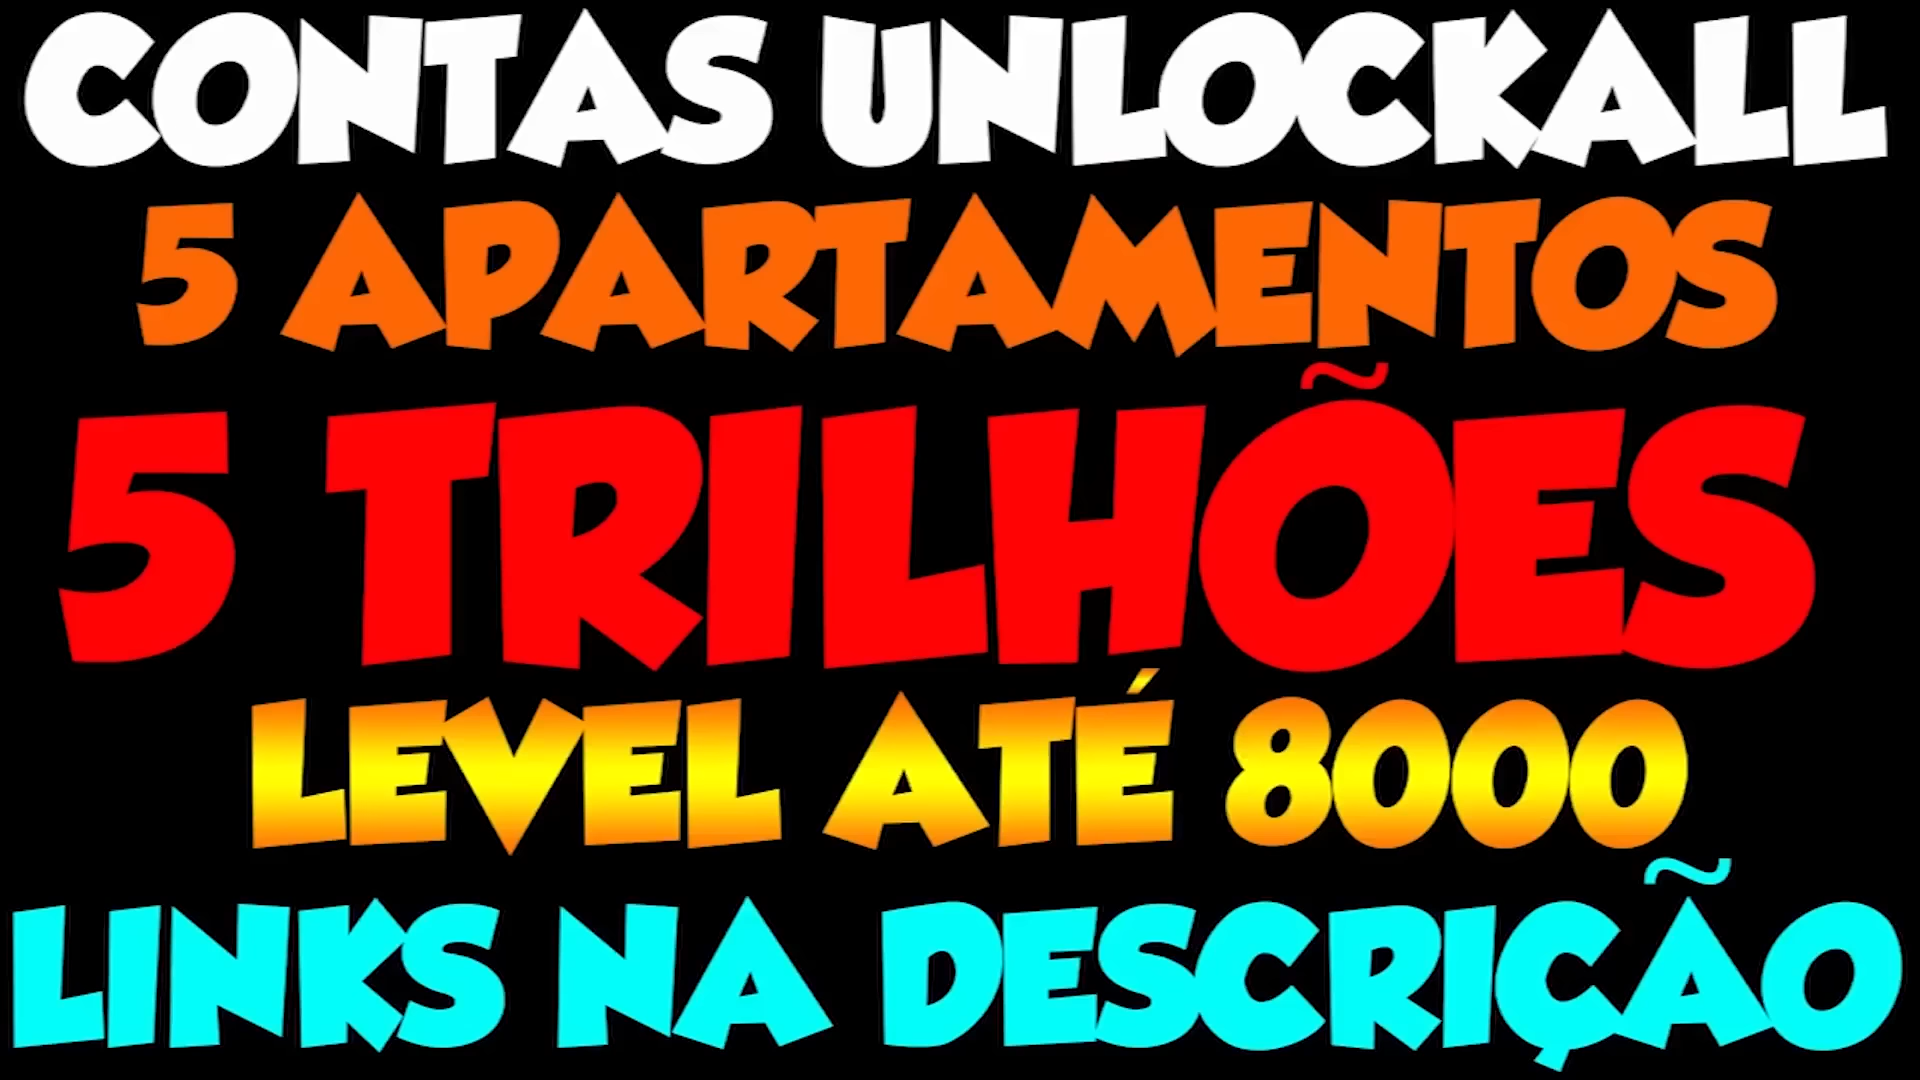 CONTAS UNLOCKALL
5 APARTAMENTOS
5 TRILHÕES
LEVEL ATÉ 8000
LINKS NA DESCRIÇÃO